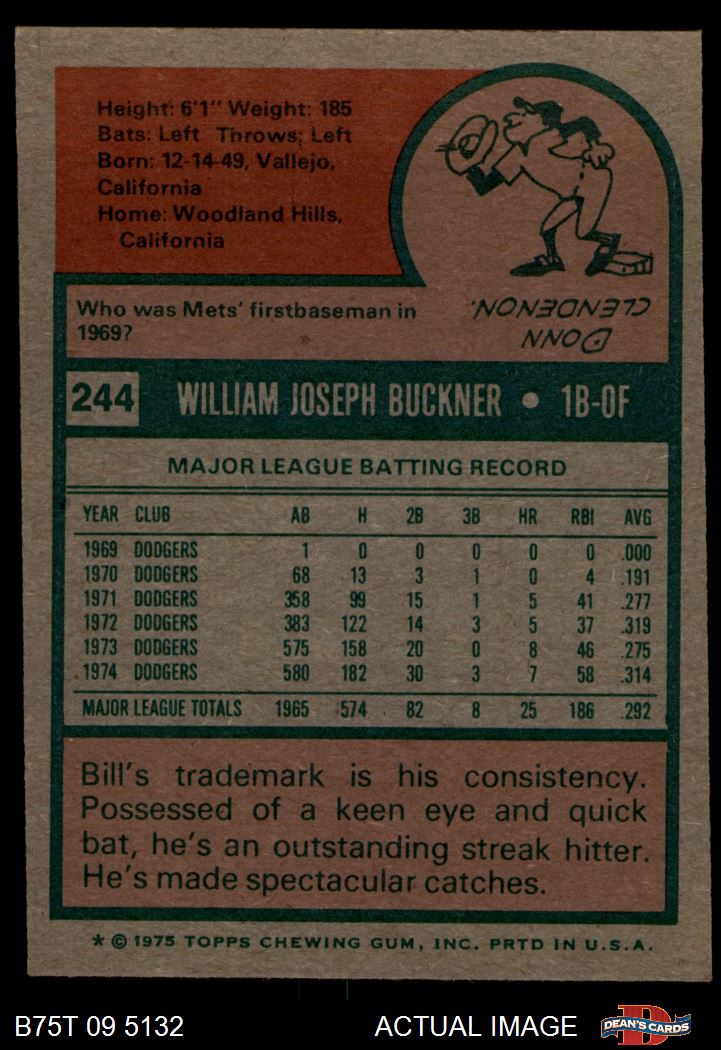 Height: 6'1" Weight: 185
Bats: Left Throws: Left
Born: 12-14-49, Vallejo,
California
Home: Woodland Hills,
California
Who was Mets' firstbaseman in
1969?
DONN
CLENDENON.
244 WILLIAM JOSEPH BUCKNER • 1B-OF
MAJOR LEAGUE BATTING RECORD
YEAR CLUB AB H 2B 3B HR RBI AVG
1969 DODGERS 1 0 0 0 0 0 .000
1970 DODGERS 68 13 3 1 0 4 .191
1971 DODGERS 358 99 15 1 5 41 .277
1972 DODGERS 383 122 14 3 5 37 .319
1973 DODGERS 575 158 20 0 8 46 .275
1974 DODGERS 580 182 30 3 7 58 .314
MAJOR LEAGUE TOTALS 1965 574 82 8 25 186 .292
Bill's trademark is his consistency.
Possessed of a keen eye and quick
bat, he's an outstanding streak hitter.
He's made spectacular catches.
* © 1975 TOPPS CHEWING GUM, INC. PRTD IN U.S.A.
B75T 09 5132 ACTUAL IMAGE DEAN'S CARDS